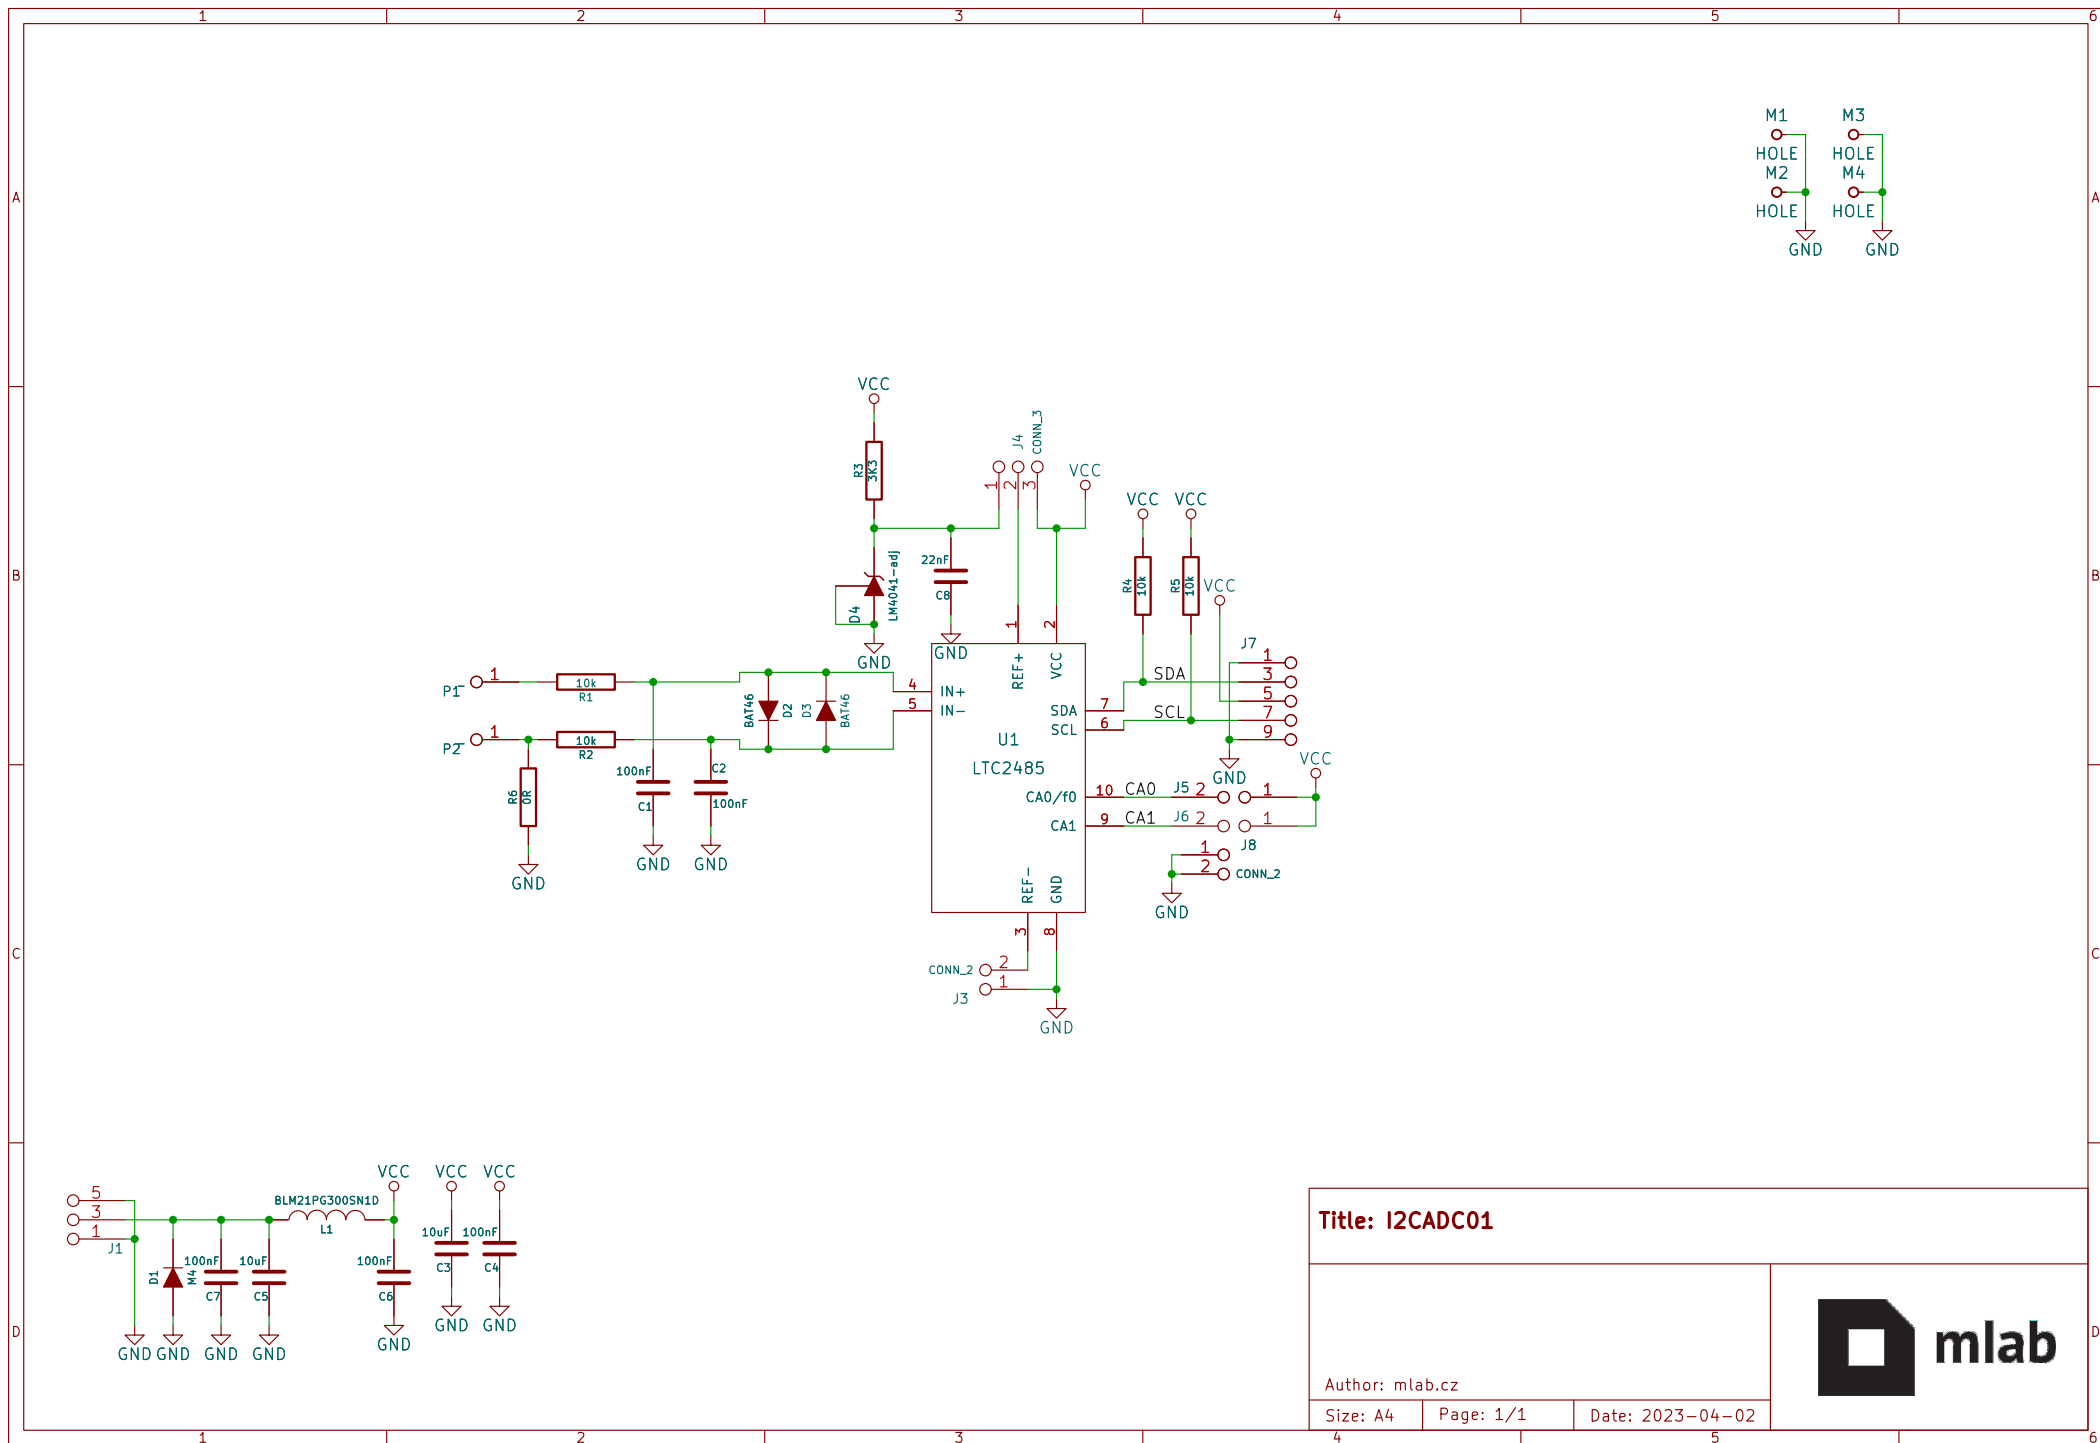 1 2 3 4 5 6
A A
M1 M3
HOLE HOLE
M2 M4
HOLE HOLE
GND GND
VCC
R3
3K3
J4
CONN_3
1 2 3
VCC
VCC VCC
B B
22nF
C8
GND
D4
LM4041-adj
GND
R4
10k
R5
10k
VCC
J7
1
3
5
7
9
GND
SDA
SCL
P1
1
10k
R1
P2
1
10k
R2
R6
0R
GND
100nF
C1
GND
C2
100nF
GND
BAT46
D2
D3
BAT46
1 2
REF+ VCC
4 IN+
5 IN-
SDA 7
SCL 6
U1
LTC2485
CA0/f0 10 CA0 J5 2 1
CA1 9 CA1 J6 2 1
VCC
J8
1
2 CONN_2
GND
REF- GND
3 8
CONN_2 2
1
J3
GND
C C
5
3
1
J1
GND
D1
M4
GND
100nF
C7
GND
10uF
C5
GND
BLM21PG300SN1D
L1
VCC
100nF
C6
GND
VCC
10uF
C3
GND
VCC
100nF
C4
GND
D D
Title: I2CADC01
Author: mlab.cz
Size: A4 Page: 1/1 Date: 2023-04-02
mlab
1 2 3 4 5 6